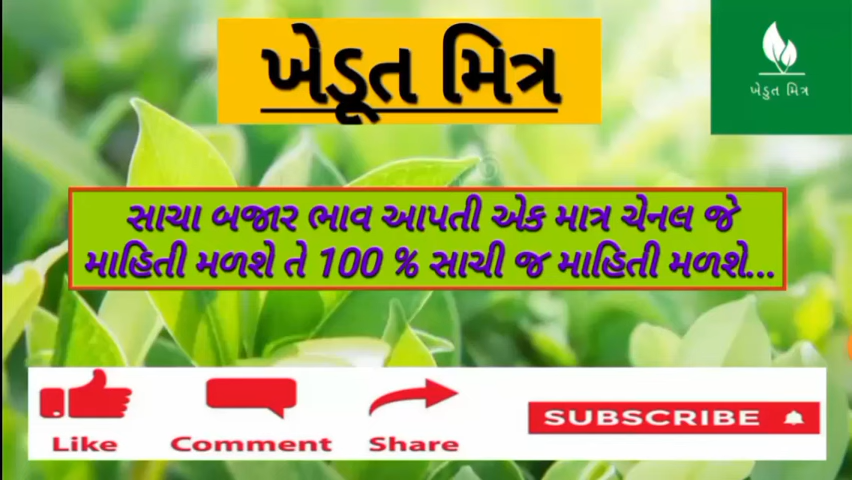 ખેડૂત મિત્ર
ખેડુત મિત્ર
સાચા બજાર ભાવ આપતી એક માત્ર ચેનલ જે
માહિતી મળશે તે 100 % સાચી જ માહિતી મળશે...
Like Comment Share
SUBSCRIBE